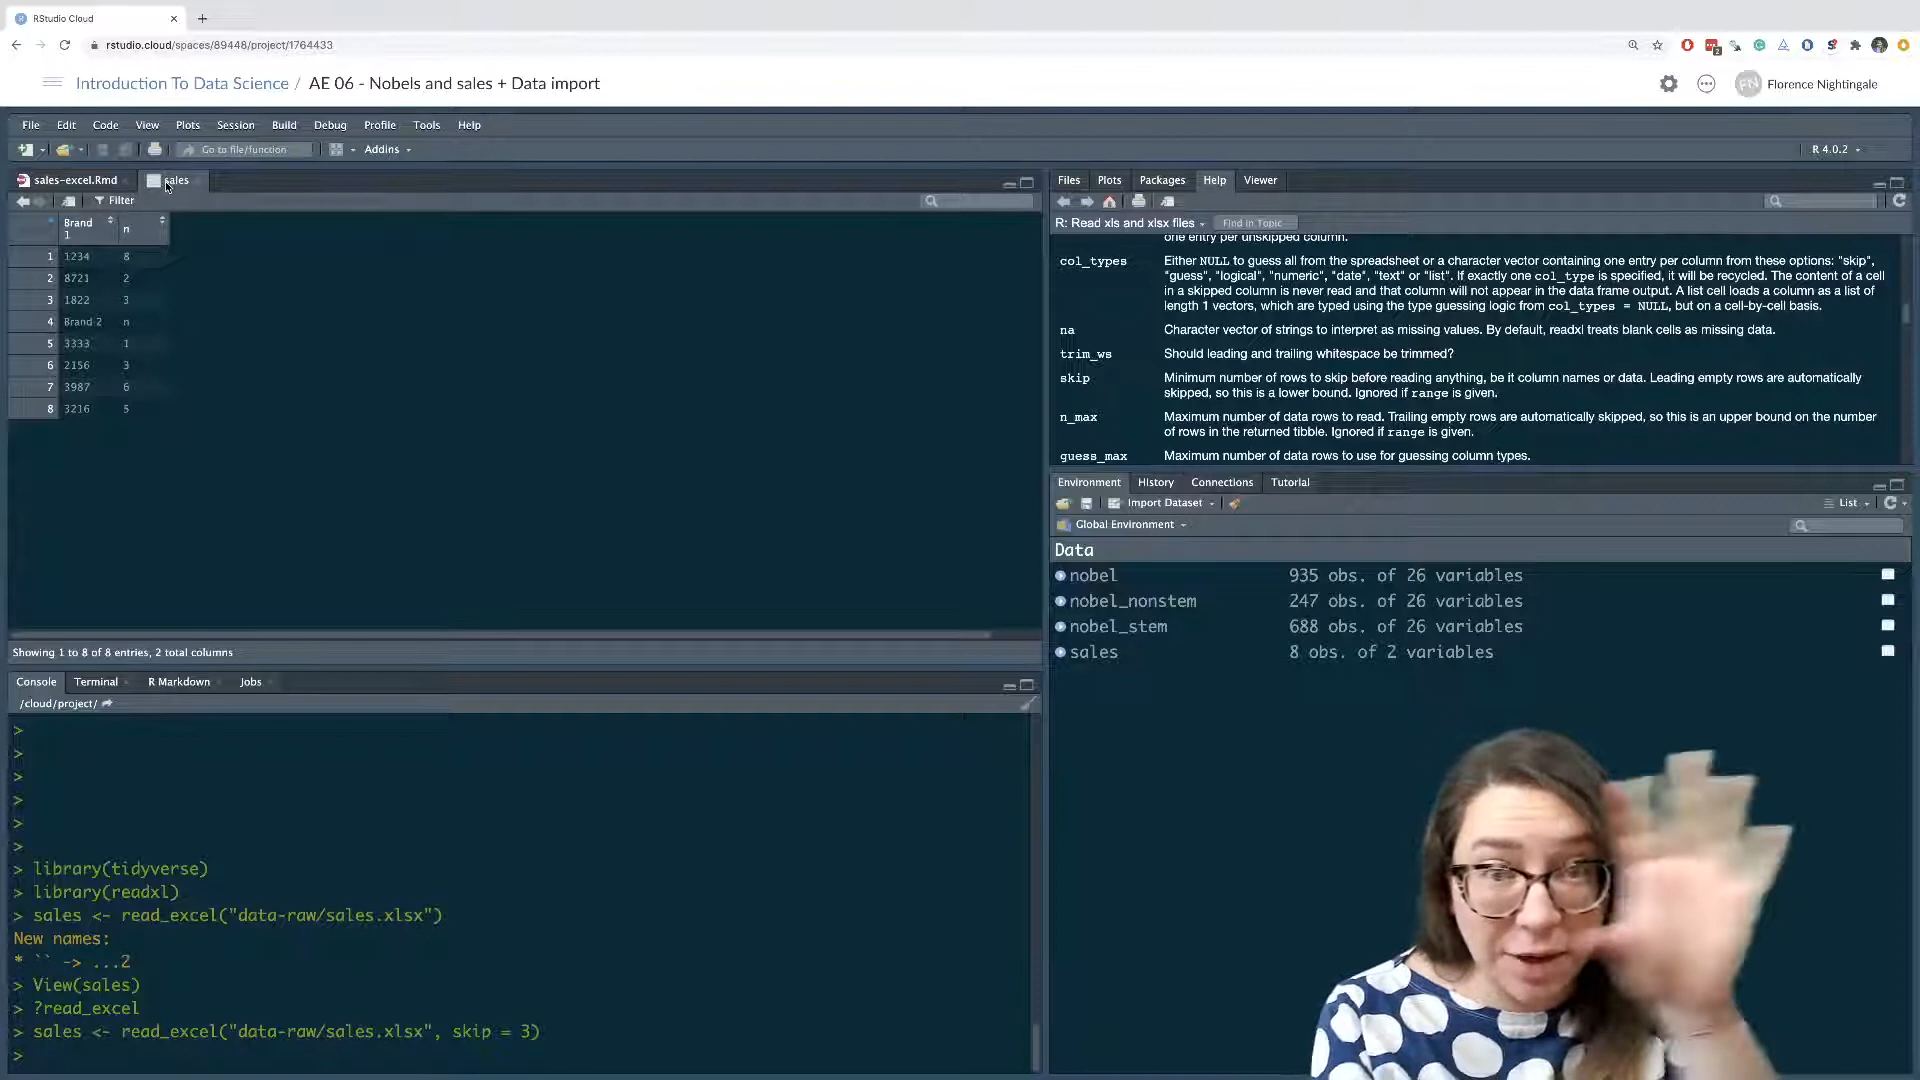 RStudio Cloud
rstudio.cloud/spaces/89448/project/1764433
Introduction To Data Science / AE 06 - Nobels and sales + Data import
FN Florence Nightingale
File Edit Code View Plots Session Build Debug Profile Tools Help
Go to file/function Addins R 4.0.2
sales-excel.Rmd sales
Filter
Brand 1 n
1 1234 8
2 8721 2
3 1822 3
4 Brand 2 n
5 3333 1
6 2156 3
7 3987 6
8 3216 5
Showing 1 to 8 of 8 entries, 2 total columns
Console Terminal R Markdown Jobs
/cloud/project/
>
>
>
>
>
>
> library(tidyverse)
> library(readxl)
> sales <- read_excel("data-raw/sales.xlsx")
New names:
* `` -> ...2
> View(sales)
> ?read_excel
> sales <- read_excel("data-raw/sales.xlsx", skip = 3)
>
Files Plots Packages Help Viewer
R: Read xls and xlsx files Find in Topic
one entry per unskipped column.
col_types Either NULL to guess all from the spreadsheet or a character vector containing one entry per column from these options: "skip",
"guess", "logical", "numeric", "date", "text" or "list". If exactly one col_type is specified, it will be recycled. The content of a cell
in a skipped column is never read and that column will not appear in the data frame output. A list cell loads a column as a list of
length 1 vectors, which are typed using the type guessing logic from col_types = NULL, but on a cell-by-cell basis.
na Character vector of strings to interpret as missing values. By default, readxl treats blank cells as missing data.
trim_ws Should leading and trailing whitespace be trimmed?
skip Minimum number of rows to skip before reading anything, be it column names or data. Leading empty rows are automatically
skipped, so this is a lower bound. Ignored if range is given.
n_max Maximum number of data rows to read. Trailing empty rows are automatically skipped, so this is an upper bound on the number
of rows in the returned tibble. Ignored if range is given.
guess_max Maximum number of data rows to use for guessing column types.
Environment History Connections Tutorial
Import Dataset List
Global Environment
Data
nobel 935 obs. of 26 variables
nobel_nonstem 247 obs. of 26 variables
nobel_stem 688 obs. of 26 variables
sales 8 obs. of 2 variables